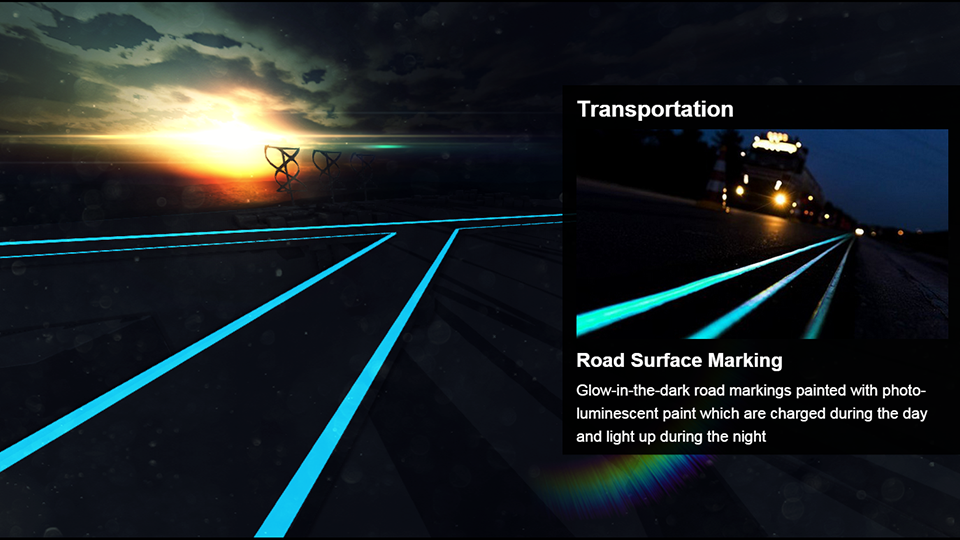 Transportation
Road Surface Marking
Glow-in-the-dark road markings painted with photo-
luminescent paint which are charged during the day
and light up during the night